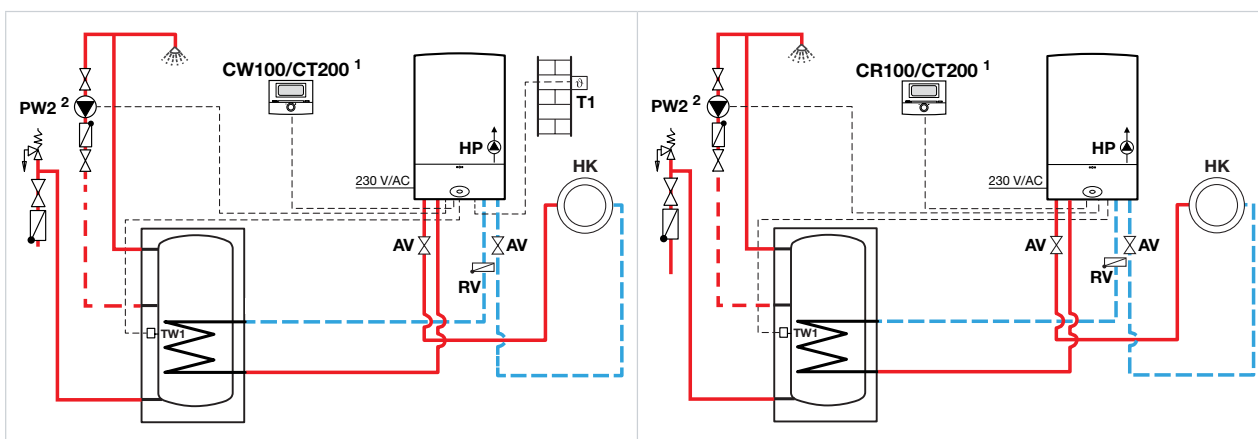 CW100/CT200 ¹
PW2 ²
ϑ
T1
HP
HK
230 V/AC
AV
AV
RV
TW1
CR100/CT200 ¹
PW2 ²
HP
HK
230 V/AC
AV
AV
RV
TW1